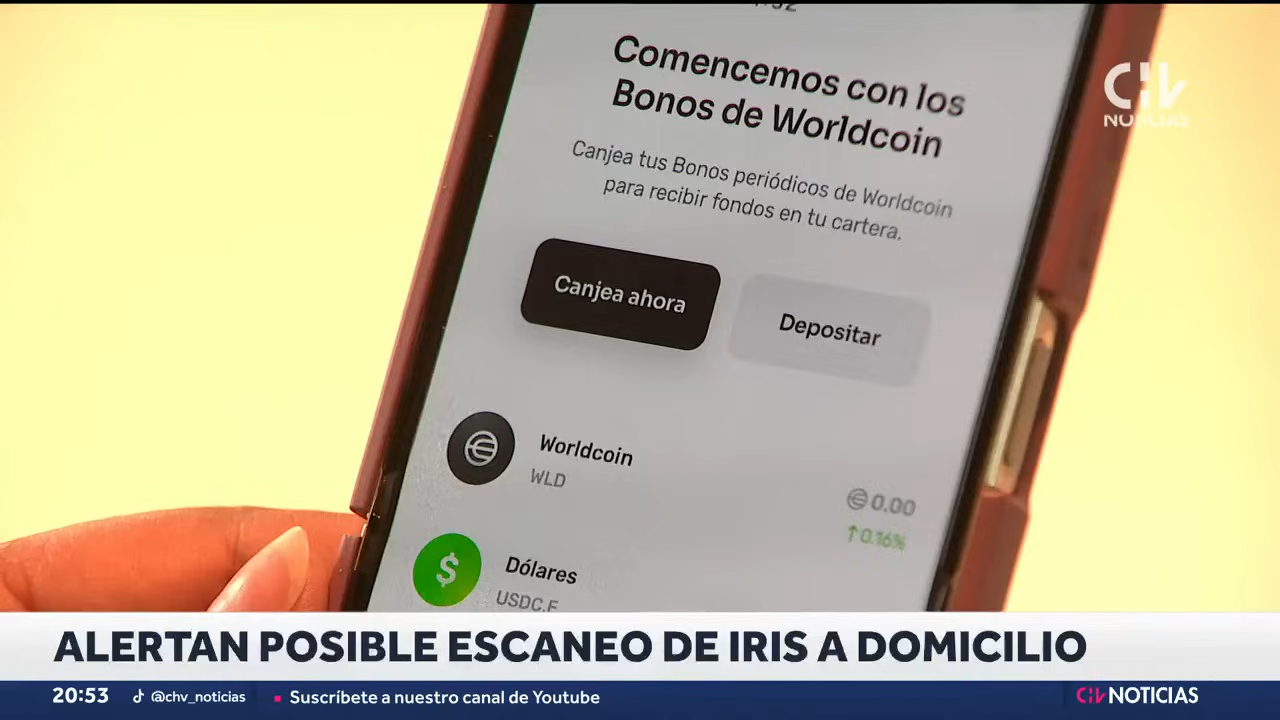 Comencemos con los
Bonos de Worldcoin
Canjea tus Bonos periódicos de Worldcoin
para recibir fondos en tu cartera.
Canjea ahora
Depositar
Worldcoin
WLD
0.00
↑0.16%
Dólares
USDC.E
CHV
NOTICIAS
ALERTAN POSIBLE ESCANEO DE IRIS A DOMICILIO
20:53 @chv_noticias Suscríbete a nuestro canal de Youtube CHV NOTICIAS